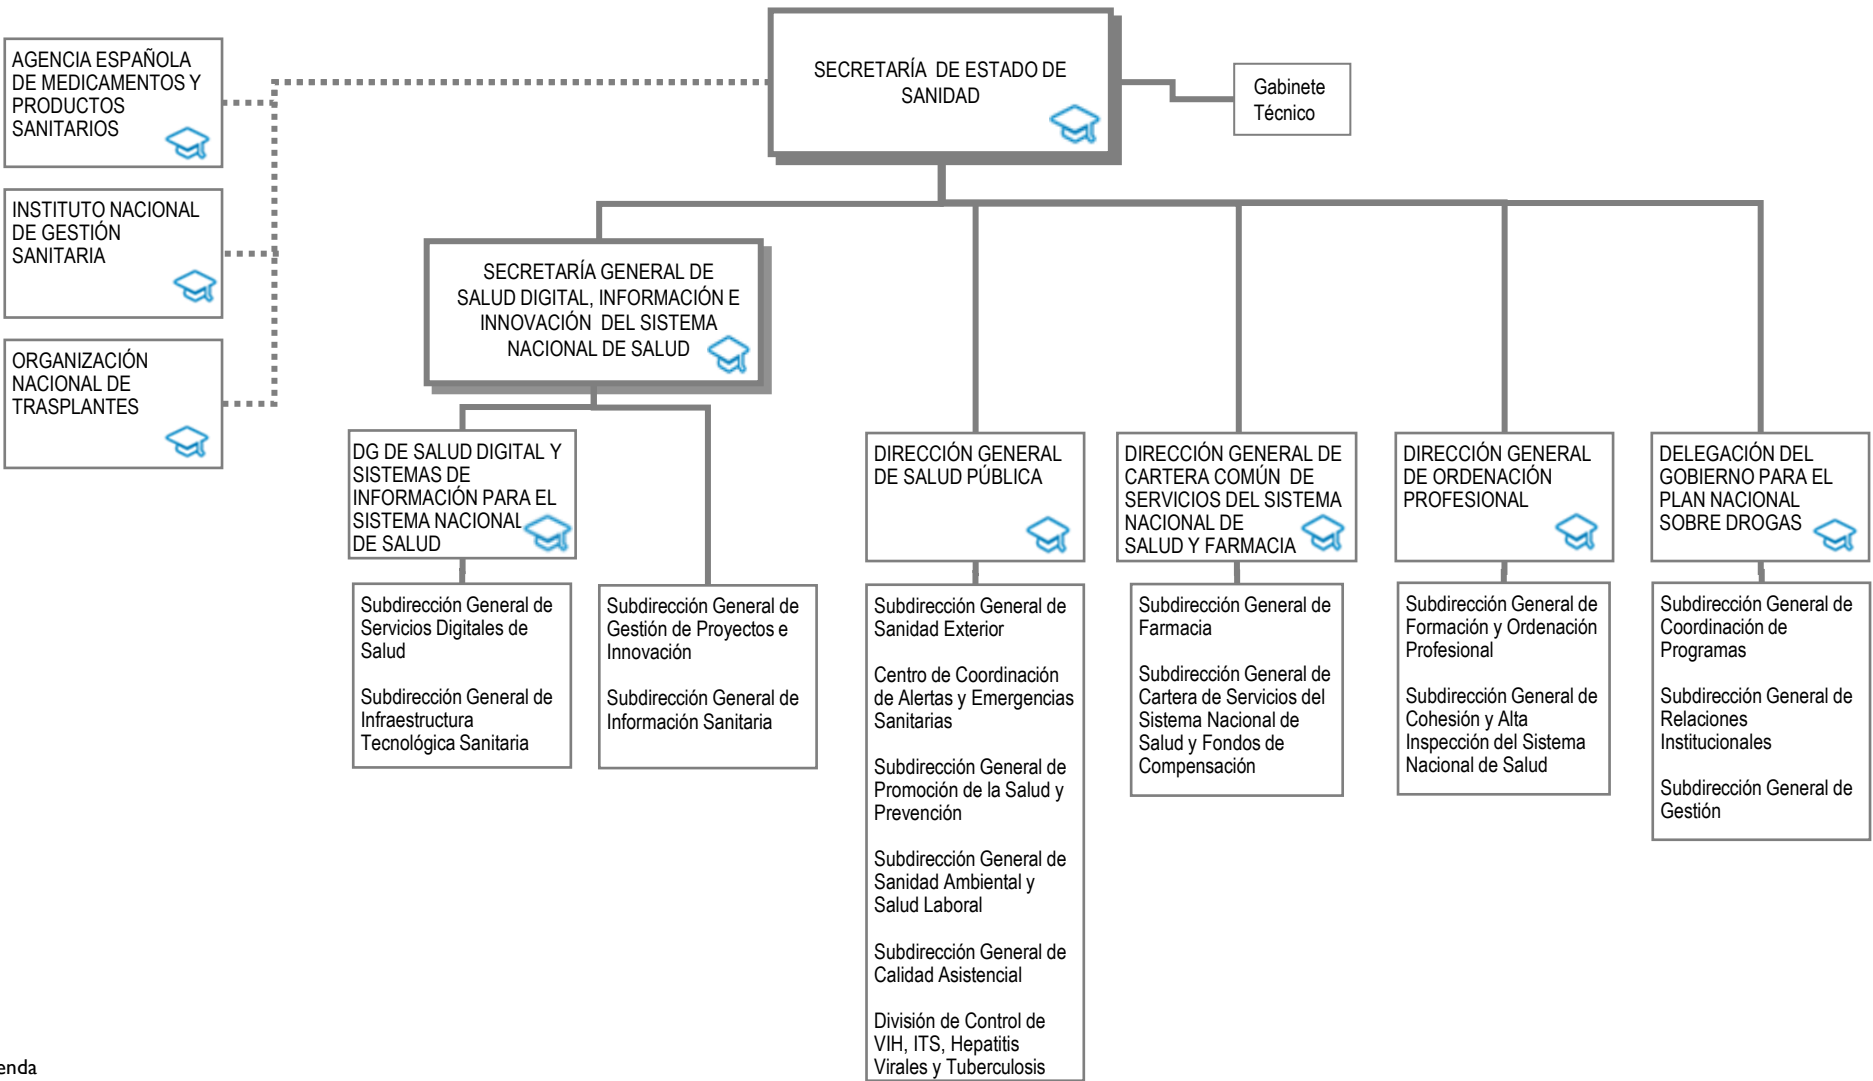 SECRETARÍA DE ESTADO DE
SANIDAD
Gabinete
Técnico
AGENCIA ESPAÑOLA
DE MEDICAMENTOS Y
PRODUCTOS
SANITARIOS
INSTITUTO NACIONAL
DE GESTIÓN
SANITARIA
ORGANIZACIÓN
NACIONAL DE
TRASPLANTES
SECRETARÍA GENERAL DE
SALUD DIGITAL, INFORMACIÓN E
INNOVACIÓN DEL SISTEMA
NACIONAL DE SALUD
DG DE SALUD DIGITAL Y
SISTEMAS DE
INFORMACIÓN PARA EL
SISTEMA NACIONAL
DE SALUD
Subdirección General de
Servicios Digitales de
Salud
Subdirección General de
Infraestructura
Tecnológica Sanitaria
Subdirección General de
Gestión de Proyectos e
Innovación
Subdirección General de
Información Sanitaria
DIRECCIÓN GENERAL
DE SALUD PÚBLICA
Subdirección General de
Sanidad Exterior
Centro de Coordinación
de Alertas y Emergencias
Sanitarias
Subdirección General de
Promoción de la Salud y
Prevención
Subdirección General de
Sanidad Ambiental y
Salud Laboral
Subdirección General de
Calidad Asistencial
División de Control de
VIH, ITS, Hepatitis
Virales y Tuberculosis
DIRECCIÓN GENERAL DE
CARTERA COMÚN DE
SERVICIOS DEL SISTEMA
NACIONAL DE
SALUD Y FARMACIA
Subdirección General de
Farmacia
Subdirección General de
Cartera de Servicios del
Sistema Nacional de
Salud y Fondos de
Compensación
DIRECCIÓN GENERAL
DE ORDENACIÓN
PROFESIONAL
Subdirección General de
Formación y Ordenación
Profesional
Subdirección General de
Cohesión y Alta
Inspección del Sistema
Nacional de Salud
DELEGACIÓN DEL
GOBIERNO PARA EL
PLAN NACIONAL
SOBRE DROGAS
Subdirección General de
Coordinación de
Programas
Subdirección General de
Relaciones
Institucionales
Subdirección General de
Gestión
enda